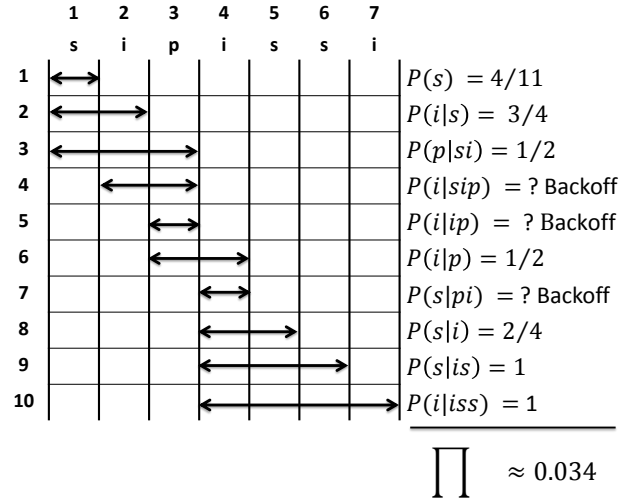 1 2 3 4 5 6 7
s i p i s s i
1 P(s) = 4/11
2 P(i|s) = 3/4
3 P(p|si) = 1/2
4 P(i|sip) = ? Backoff
5 P(i|ip) = ? Backoff
6 P(i|p) = 1/2
7 P(s|pi) = ? Backoff
8 P(s|i) = 2/4
9 P(s|is) = 1
10 P(i|iss) = 1
∏ ≈ 0.034